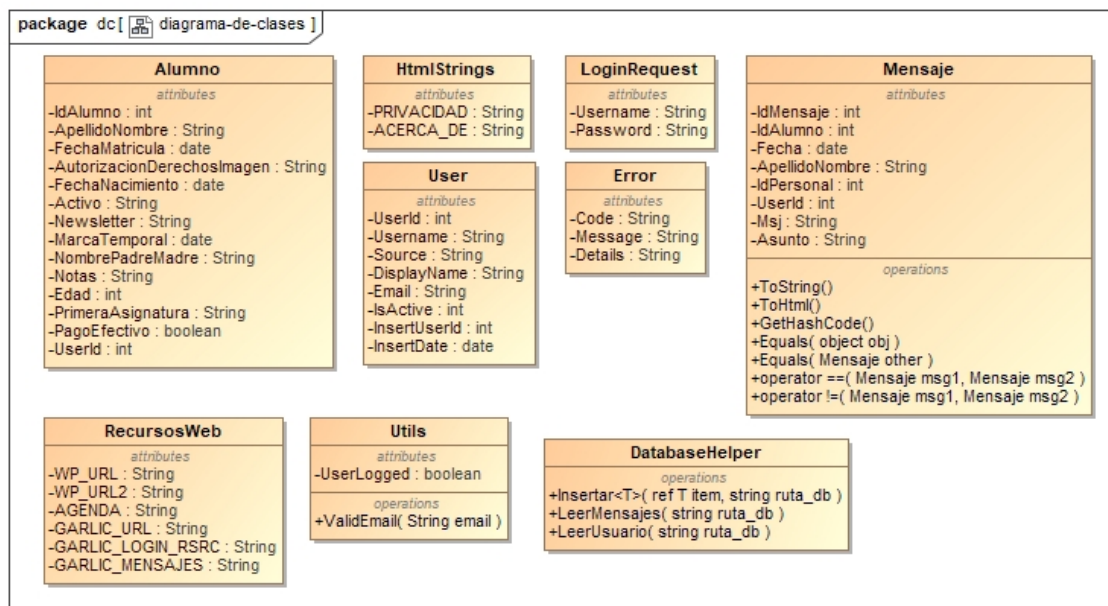 package dc [ diagrama-de-clases ]
Alumno
attributes
-IdAlumno : int
-ApellidoNombre : String
-FechaMatricula : date
-AutorizacionDerechosImagen : String
-FechaNacimiento : date
-Activo : String
-Newsletter : String
-MarcaTemporal : date
-NombrePadreMadre : String
-Notas : String
-Edad : int
-PrimeraAsignatura : String
-PagoEfectivo : boolean
-UserId : int
HtmlStrings
attributes
-PRIVACIDAD : String
-ACERCA_DE : String
LoginRequest
attributes
-Username : String
-Password : String
Mensaje
attributes
-IdMensaje : int
-IdAlumno : int
-Fecha : date
-ApellidoNombre : String
-IdPersonal : int
-UserId : int
-Msj : String
-Asunto : String
operations
+ToString()
+ToHtml()
+GetHashCode()
+Equals( object obj )
+Equals( Mensaje other )
+operator ==( Mensaje msg1, Mensaje msg2 )
+operator !=( Mensaje msg1, Mensaje msg2 )
User
attributes
-UserId : int
-Username : String
-Source : String
-DisplayName : String
-Email : String
-IsActive : int
-InsertUserId : int
-InsertDate : date
Error
attributes
-Code : String
-Message : String
-Details : String
RecursosWeb
attributes
-WP_URL : String
-WP_URL2 : String
-AGENDA : String
-GARLIC_URL : String
-GARLIC_LOGIN_RSRC : String
-GARLIC_MENSAJES : String
Utils
attributes
-UserLogged : boolean
operations
+ValidEmail( String email )
DatabaseHelper
operations
+Insertar<T>( ref T item, string ruta_db )
+LeerMensajes( string ruta_db )
+LeerUsuario( string ruta_db )